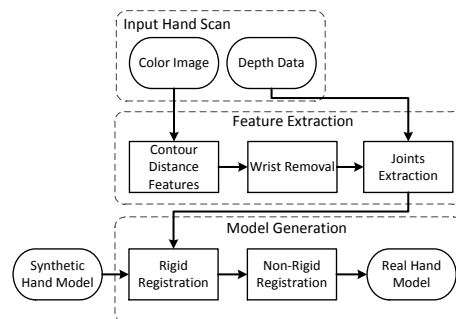 Input Hand Scan
Color Image
Depth Data
Feature Extraction
Contour
Distance
Features
Wrist Removal
Joints
Extraction
Model Generation
Synthetic
Hand Model
Rigid
Registration
Non-Rigid
Registration
Real Hand
Model